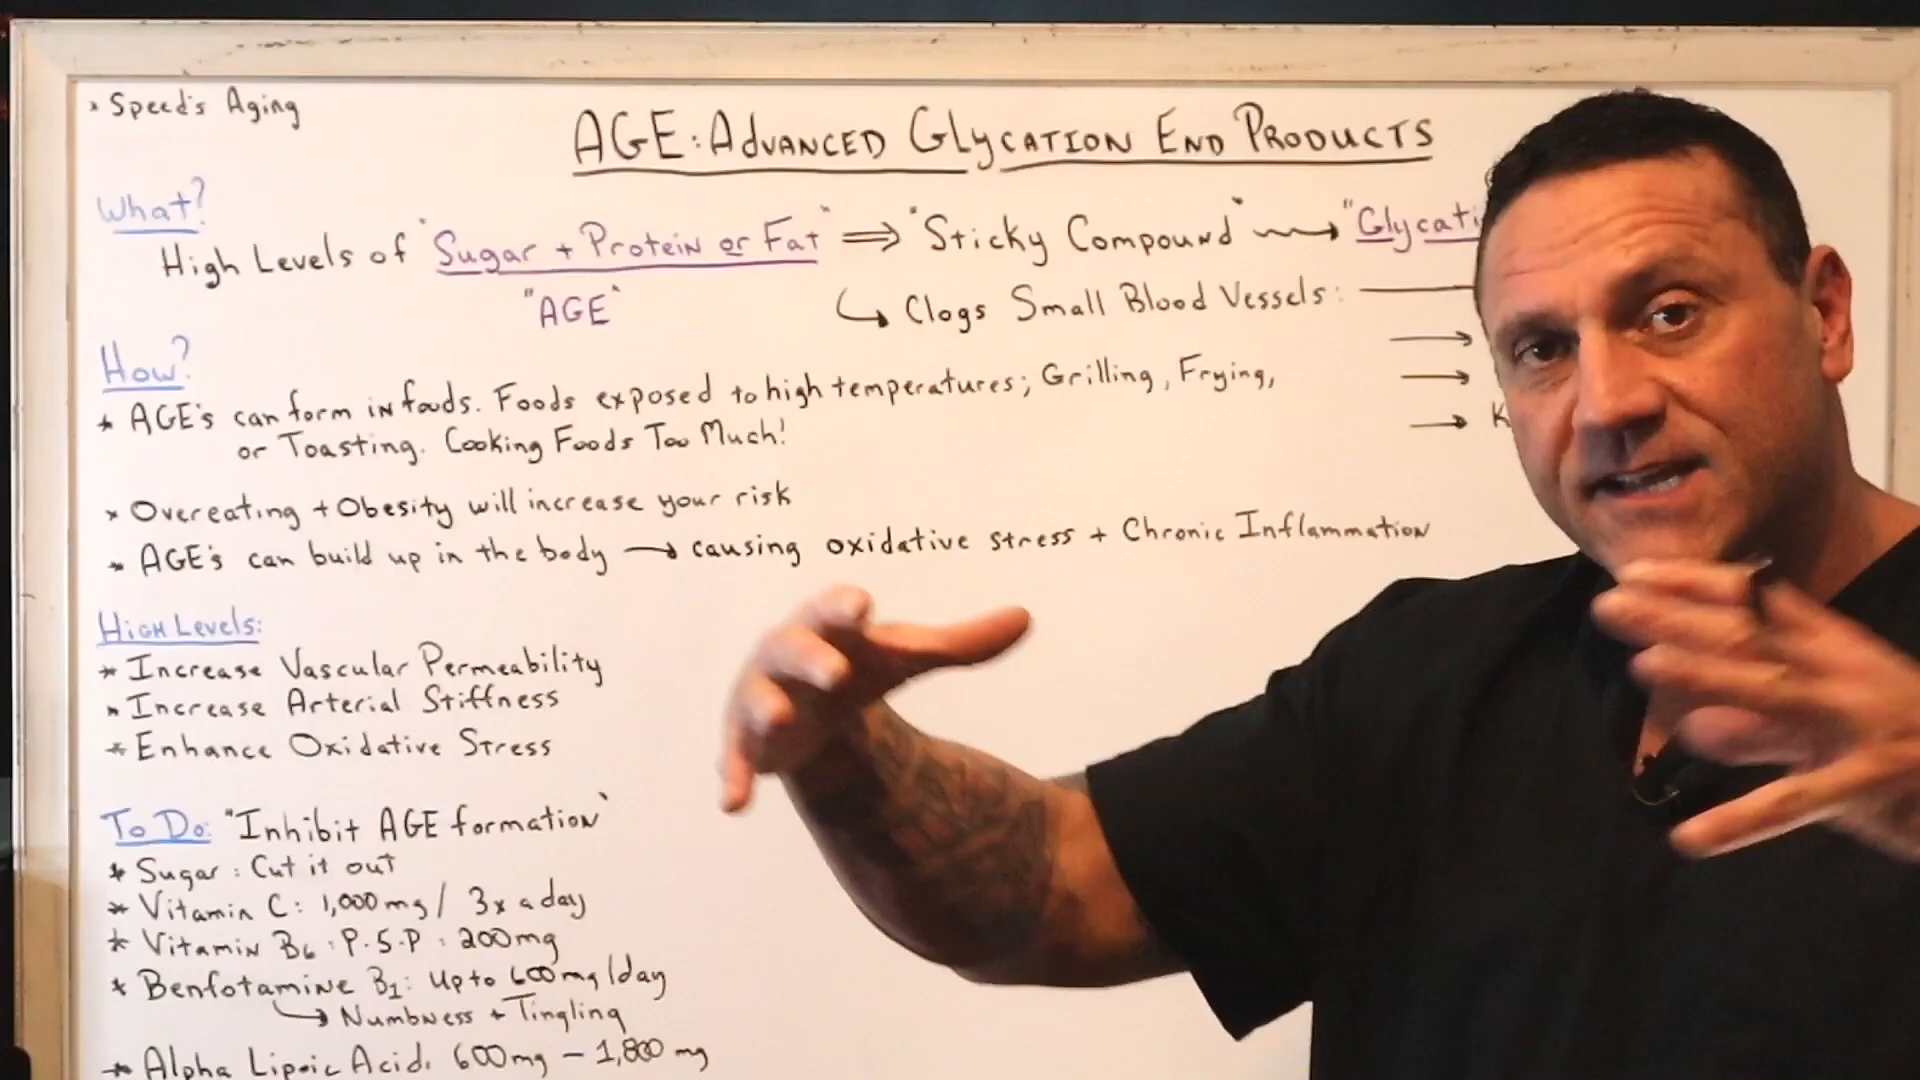 * Speed's Aging
AGE: Advanced Glycation End Products
What?
High Levels of "Sugar + Protein or Fat" ⇒ "Sticky Compound" → "Glycati
"AGE"
↳ Clogs Small Blood Vessels: —
→
→
→ K
How?
* AGE's can form in foods. Foods exposed to high temperatures; Grilling, Frying,
or Toasting. Cooking Foods Too Much!
* Overeating + Obesity will increase your risk
* AGE's can build up in the body → causing oxidative stress + Chronic Inflammation
High Levels:
* Increase Vascular Permeability
* Increase Arterial Stiffness
* Enhance Oxidative Stress
To Do: "Inhibit AGE formation"
* Sugar: Cut it out
* Vitamin C: 1,000mg/ 3x a day
* Vitamin B6: P.5.P: 200mg
* Benfotamine B1: Up to 600mg/day
↳ Numbness + Tingling
* Alpha Lipoic Acid: 600mg – 1,800 mg